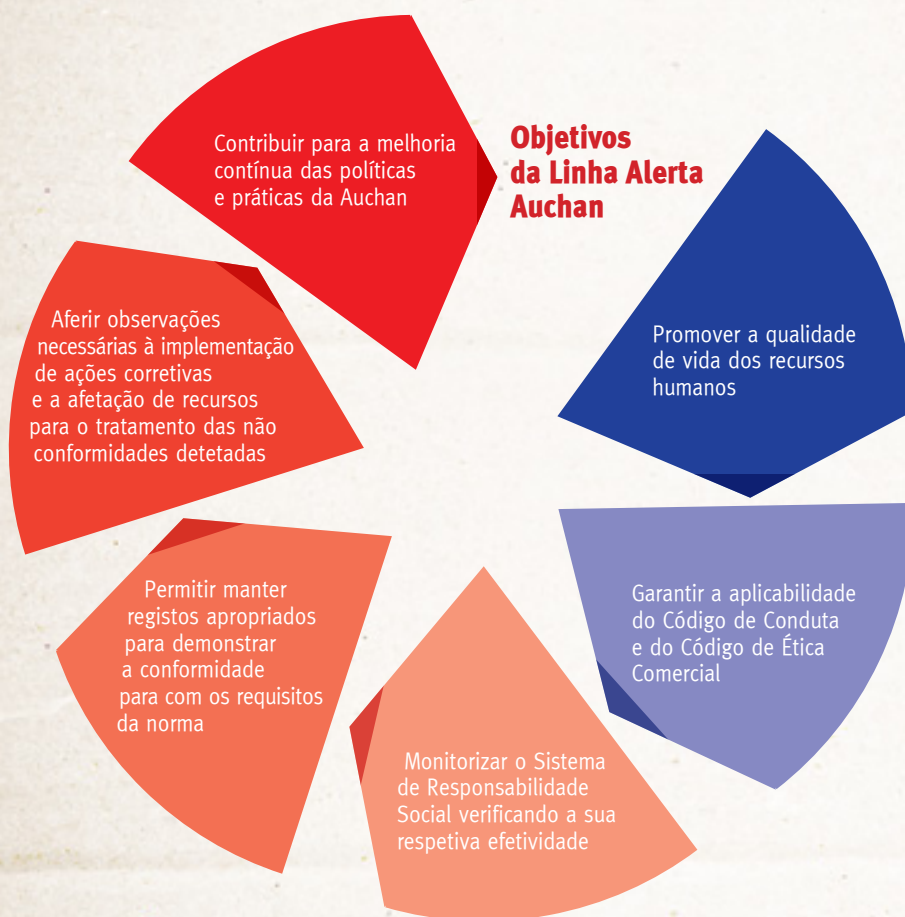 Objetivos
da Linha Alerta
Auchan
Promover a qualidade
de vida dos recursos
humanos
Garantir a aplicabilidade
do Código de Conduta
e do Código de Ética
Comercial
Monitorizar o Sistema
de Responsabilidade
Social verificando a sua
respetiva efetividade
Permitir manter
registos apropriados
para demonstrar
a conformidade
para com os requisitos
da norma
Aferir observações
necessárias à implementação
de ações corretivas
e a afetação de recursos
para o tratamento das não
conformidades detetadas
Contribuir para a melhoria
contínua das políticas
e práticas da Auchan